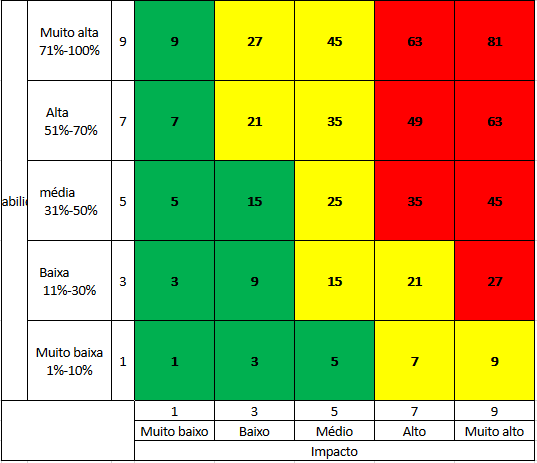 Muito alta
71%-100% 9 9 27 45 63 81
Alta
51%-70% 7 7 21 35 49 63
abilid
média
31%-50% 5 5 15 25 35 45
Baixa
11%-30% 3 3 9 15 21 27
Muito baixa
1%-10% 1 1 3 5 7 9
1 3 5 7 9
Muito baixo Baixo Médio Alto Muito alto
Impacto